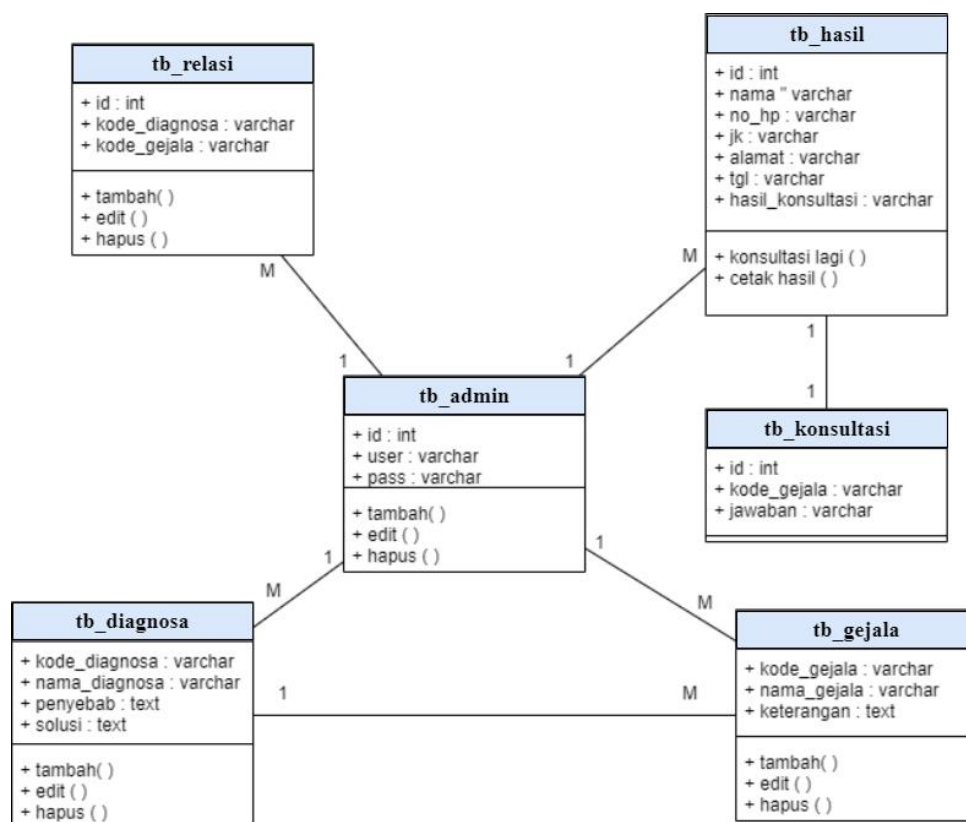 tb_relasi
+ id : int
+ kode_diagnosa : varchar
+ kode_gejala : varchar
+ tambah( )
+ edit ( )
+ hapus ( )
M
1
tb_hasil
+ id : int
+ nama " varchar
+ no_hp : varchar
+ jk : varchar
+ alamat : varchar
+ tgl : varchar
+ hasil_konsultasi : varchar
+ konsultasi lagi ( )
+ cetak hasil ( )
M
1
1
1
tb_admin
+ id : int
+ user : varchar
+ pass : varchar
+ tambah( )
+ edit ( )
+ hapus ( )
tb_konsultasi
+ id : int
+ kode_gejala : varchar
+ jawaban : varchar
1
M
1
M
tb_diagnosa
+ kode_diagnosa : varchar
+ nama_diagnosa : varchar
+ penyebab : text
+ solusi : text
+ tambah( )
+ edit ( )
+ hapus ( )
1
M
tb_gejala
+ kode_gejala : varchar
+ nama_gejala : varchar
+ keterangan : text
+ tambah( )
+ edit ( )
+ hapus ( )